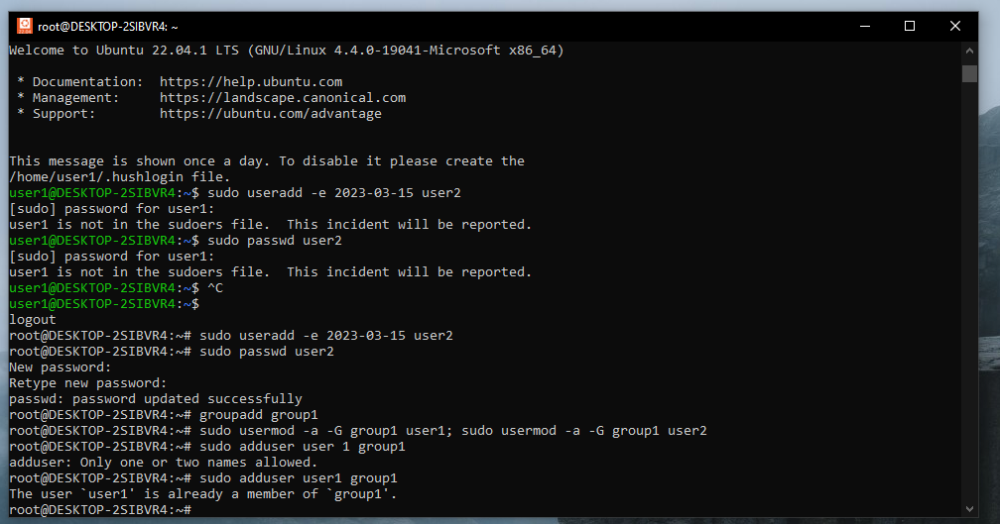 root@DESKTOP-2SIBVR4: ~
Welcome to Ubuntu 22.04.1 LTS (GNU/Linux 4.4.0-19041-Microsoft x86_64)
* Documentation:  https://help.ubuntu.com
* Management:     https://landscape.canonical.com
* Support:        https://ubuntu.com/advantage
This message is shown once a day. To disable it please create the
/home/user1/.hushlogin file.
user1@DESKTOP-2SIBVR4:~$ sudo useradd -e 2023-03-15 user2
[sudo] password for user1:
user1 is not in the sudoers file.  This incident will be reported.
user1@DESKTOP-2SIBVR4:~$ sudo passwd user2
[sudo] password for user1:
user1 is not in the sudoers file.  This incident will be reported.
user1@DESKTOP-2SIBVR4:~$ ^C
user1@DESKTOP-2SIBVR4:~$
logout
root@DESKTOP-2SIBVR4:~# sudo useradd -e 2023-03-15 user2
root@DESKTOP-2SIBVR4:~# sudo passwd user2
New password:
Retype new password:
passwd: password updated successfully
root@DESKTOP-2SIBVR4:~# groupadd group1
root@DESKTOP-2SIBVR4:~# sudo usermod -a -G group1 user1; sudo usermod -a -G group1 user2
root@DESKTOP-2SIBVR4:~# sudo adduser user 1 group1
adduser: Only one or two names allowed.
root@DESKTOP-2SIBVR4:~# sudo adduser user1 group1
The user `user1' is already a member of `group1'.
root@DESKTOP-2SIBVR4:~#